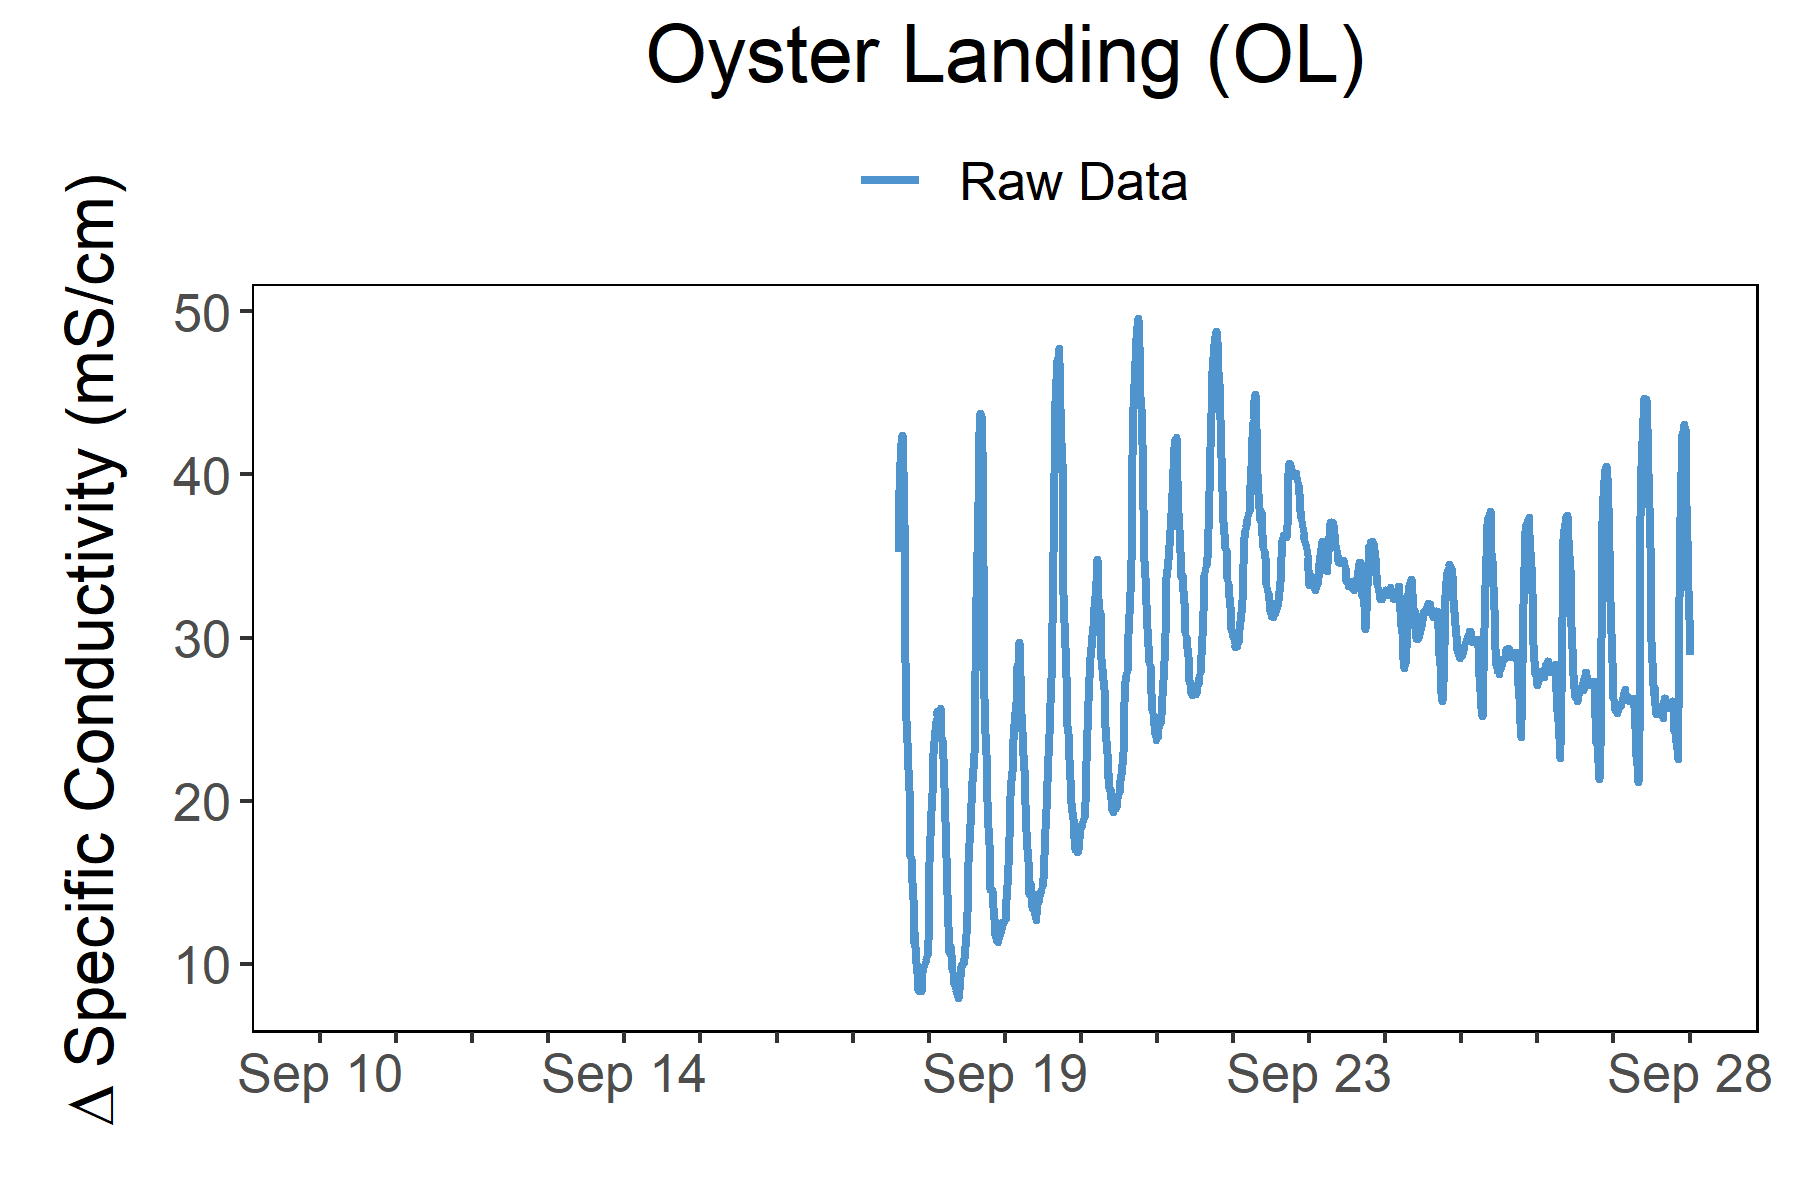 Oyster Landing (OL)
Raw Data
Δ Specific Conductivity (mS/cm)
50
40
30
20
10
Sep 10 Sep 14 Sep 19 Sep 23 Sep 28